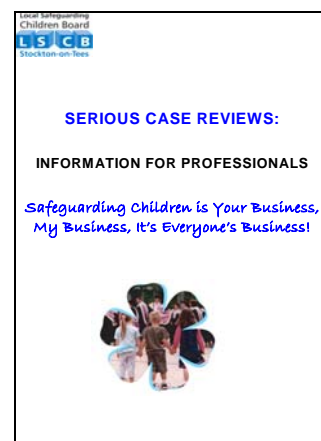 Local Safeguarding
Children Board
LSCB
Stockton-on-Tees
SERIOUS CASE REVIEWS:
INFORMATION FOR PROFESSIONALS
Safeguarding Children is Your Business,
My Business, It's Everyone's Business!